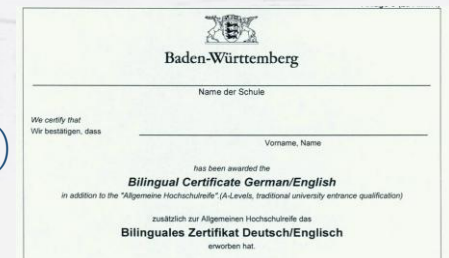 Baden-Württemberg
Name der Schule
We certify that
Wir bestätigen, dass
Vorname, Name
has been awarded the
Bilingual Certificate German/English
in addition to the "Allgemeine Hochschulreife".(A-Levels, traditional university entrance qualification)
zusätzlich zur Allgemeinen Hochschulreife das
Bilinguales Zertifikat Deutsch/Englisch
erworben hat.